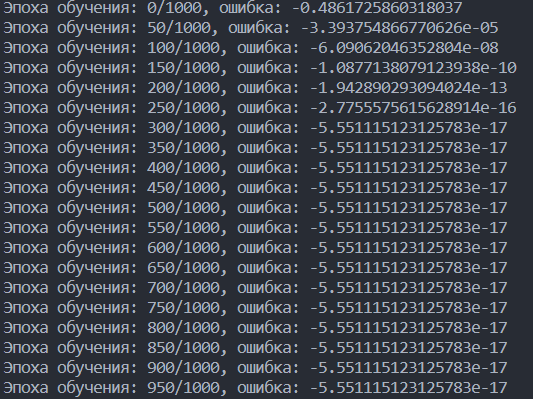 Эпоха обучения: 0/1000, ошибка: -0.4861725860318037
Эпоха обучения: 50/1000, ошибка: -3.393754866770626e-05
Эпоха обучения: 100/1000, ошибка: -6.09062046352804e-08
Эпоха обучения: 150/1000, ошибка: -1.0877138079123938e-10
Эпоха обучения: 200/1000, ошибка: -1.942890293094024e-13
Эпоха обучения: 250/1000, ошибка: -2.7755575615628914e-16
Эпоха обучения: 300/1000, ошибка: -5.551115123125783e-17
Эпоха обучения: 350/1000, ошибка: -5.551115123125783e-17
Эпоха обучения: 400/1000, ошибка: -5.551115123125783e-17
Эпоха обучения: 450/1000, ошибка: -5.551115123125783e-17
Эпоха обучения: 500/1000, ошибка: -5.551115123125783e-17
Эпоха обучения: 550/1000, ошибка: -5.551115123125783e-17
Эпоха обучения: 600/1000, ошибка: -5.551115123125783e-17
Эпоха обучения: 650/1000, ошибка: -5.551115123125783e-17
Эпоха обучения: 700/1000, ошибка: -5.551115123125783e-17
Эпоха обучения: 750/1000, ошибка: -5.551115123125783e-17
Эпоха обучения: 800/1000, ошибка: -5.551115123125783e-17
Эпоха обучения: 850/1000, ошибка: -5.551115123125783e-17
Эпоха обучения: 900/1000, ошибка: -5.551115123125783e-17
Эпоха обучения: 950/1000, ошибка: -5.551115123125783e-17